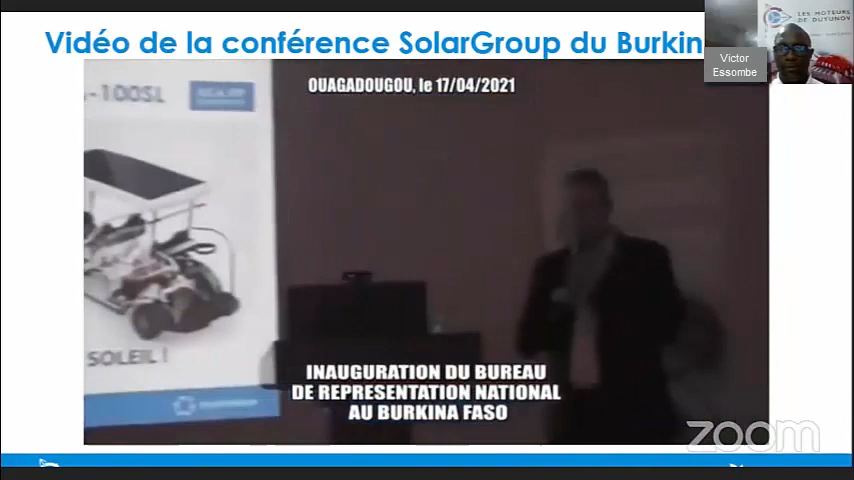 Vidéo de la conférence SolarGroup du Burkin
LES MOTEURS
DE DUYUNOV
Victor
Essombe
OUAGADOUGOU, le 17/04/2021
-100SL
SOLEIL !
INAUGURATION DU BUREAU
DE REPRESENTATION NATIONAL
AU BURKINA FASO
zoom